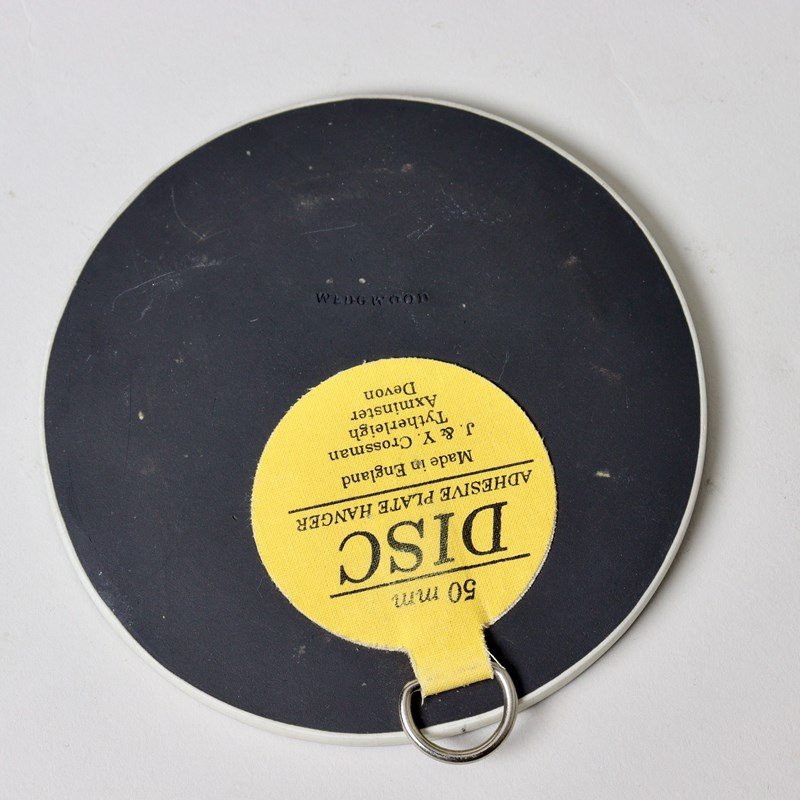 WEDGWOOD
50 mm
DISC
ADHESIVE PLATE HANGER
Made in England
J. & Y. Crossman
Tytherleigh
Axminster
Devon